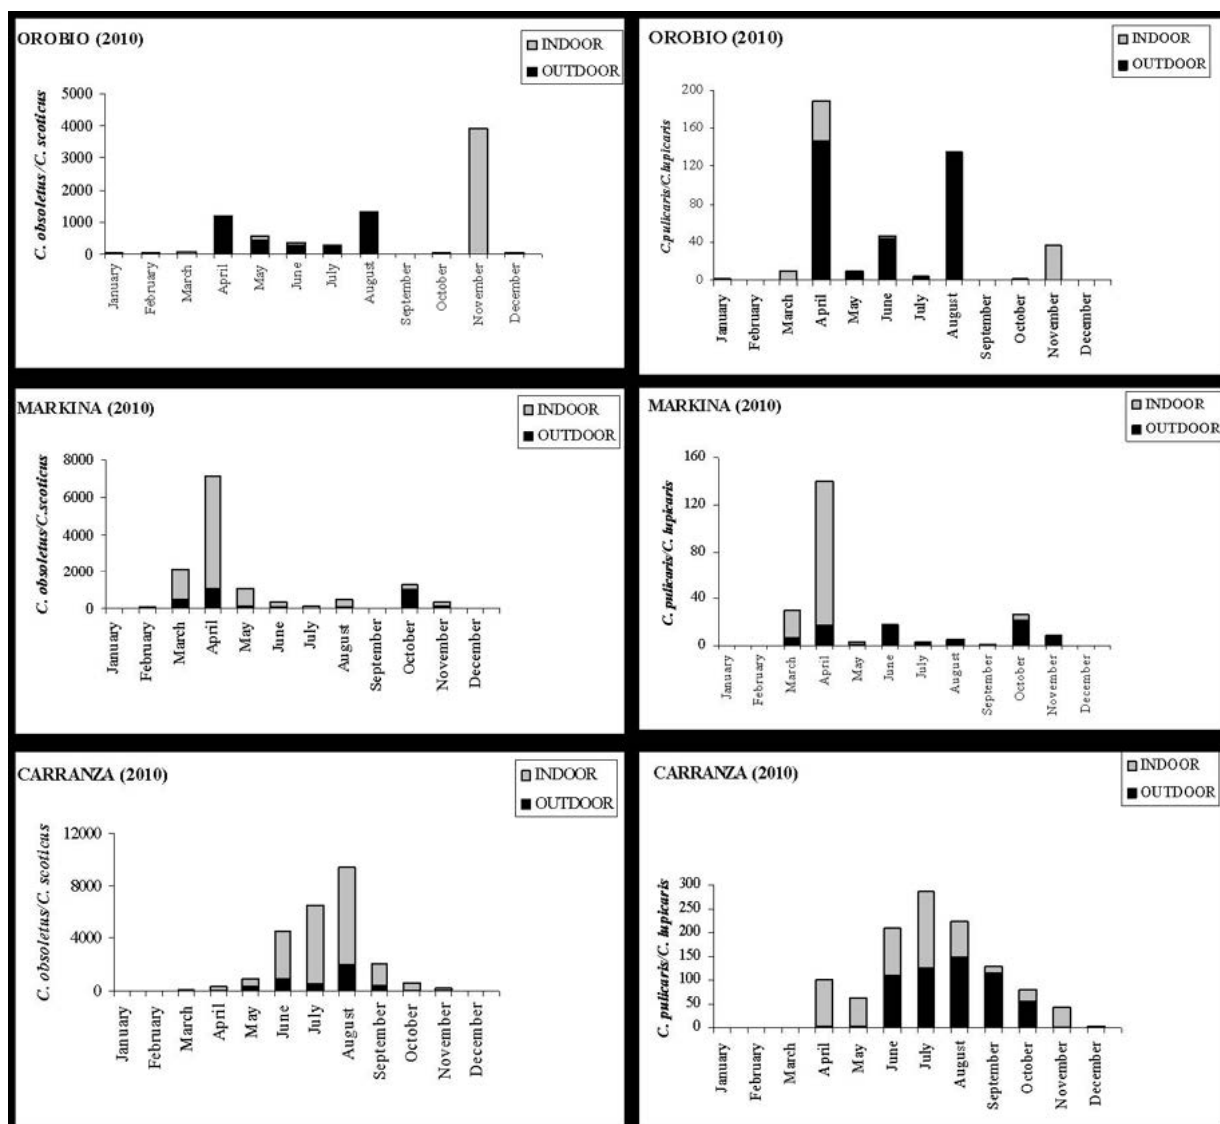 OROBIO (2010)
INDOOR
OUTDOOR
C. obsoletus/C. scoticus
5000
4000
3000
2000
1000
0
January
February
March
April
May
June
July
August
September
October
November
December
OROBIO (2010)
INDOOR
OUTDOOR
C.pulicaris/C.lupicaris
200
160
120
80
40
0
January
February
March
April
May
June
July
August
September
October
November
December
MARKINA (2010)
INDOOR
OUTDOOR
C. obsoletus/C.scoticus
8000
6000
4000
2000
0
January
February
March
April
May
June
July
August
September
October
November
December
MARKINA (2010)
INDOOR
OUTDOOR
C. pulicaris/C. lupicaris
160
120
80
40
0
January
February
March
April
May
June
July
August
September
October
November
December
CARRANZA (2010)
INDOOR
OUTDOOR
C. obsoletus/C. scoticus
12000
8000
4000
0
January
February
March
April
May
June
July
August
September
October
November
December
CARRANZA (2010)
INDOOR
OUTDOOR
C. pulicaris/C. lupicaris
300
250
200
150
100
50
0
January
February
March
April
May
June
July
August
September
October
November
December